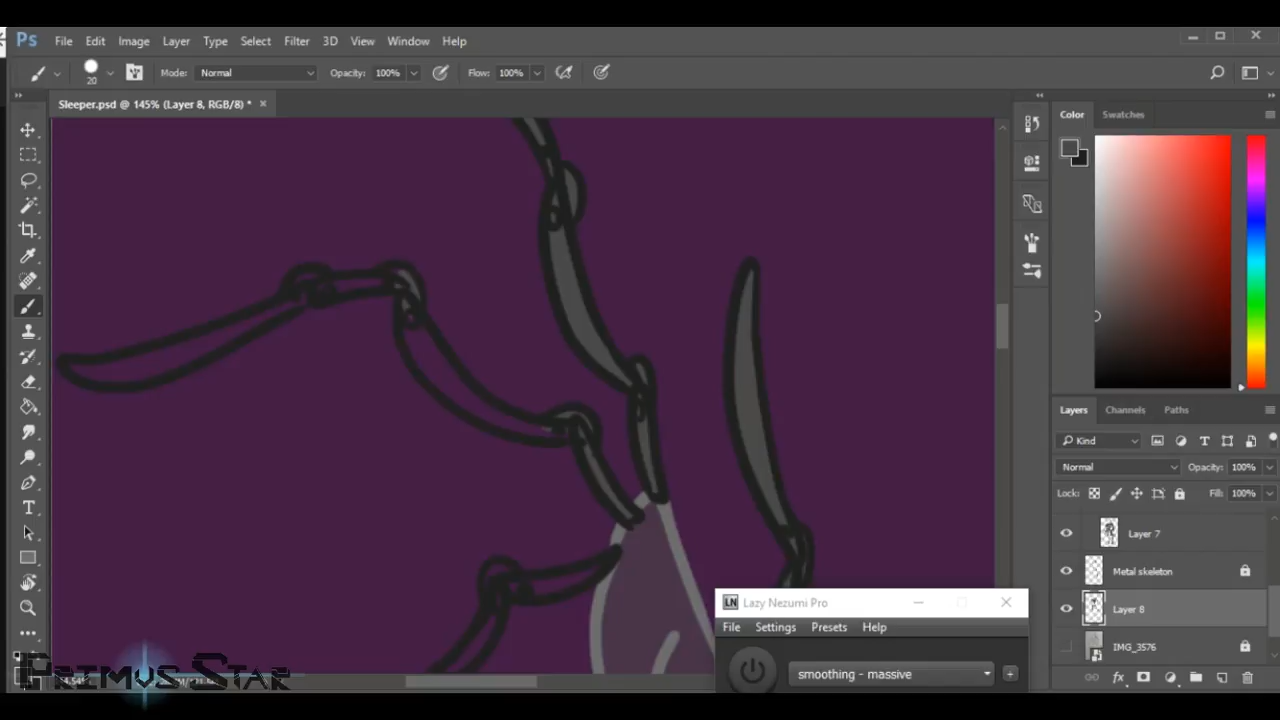 Ps File Edit Image Layer Type Select Filter 3D View Window Help
20 Mode: Normal Opacity: 100% Flow: 100%
Sleeper.psd @ 145% (Layer 8, RGB/8) *
Color Swatches
Layers Channels Paths
Kind
Normal Opacity: 100%
Lock: Fill: 100%
Layer 7
Metal skeleton
Layer 8
IMG_3576
LN Lazy Nezumi Pro
File Settings Presets Help
smoothing - massive
Primus Star